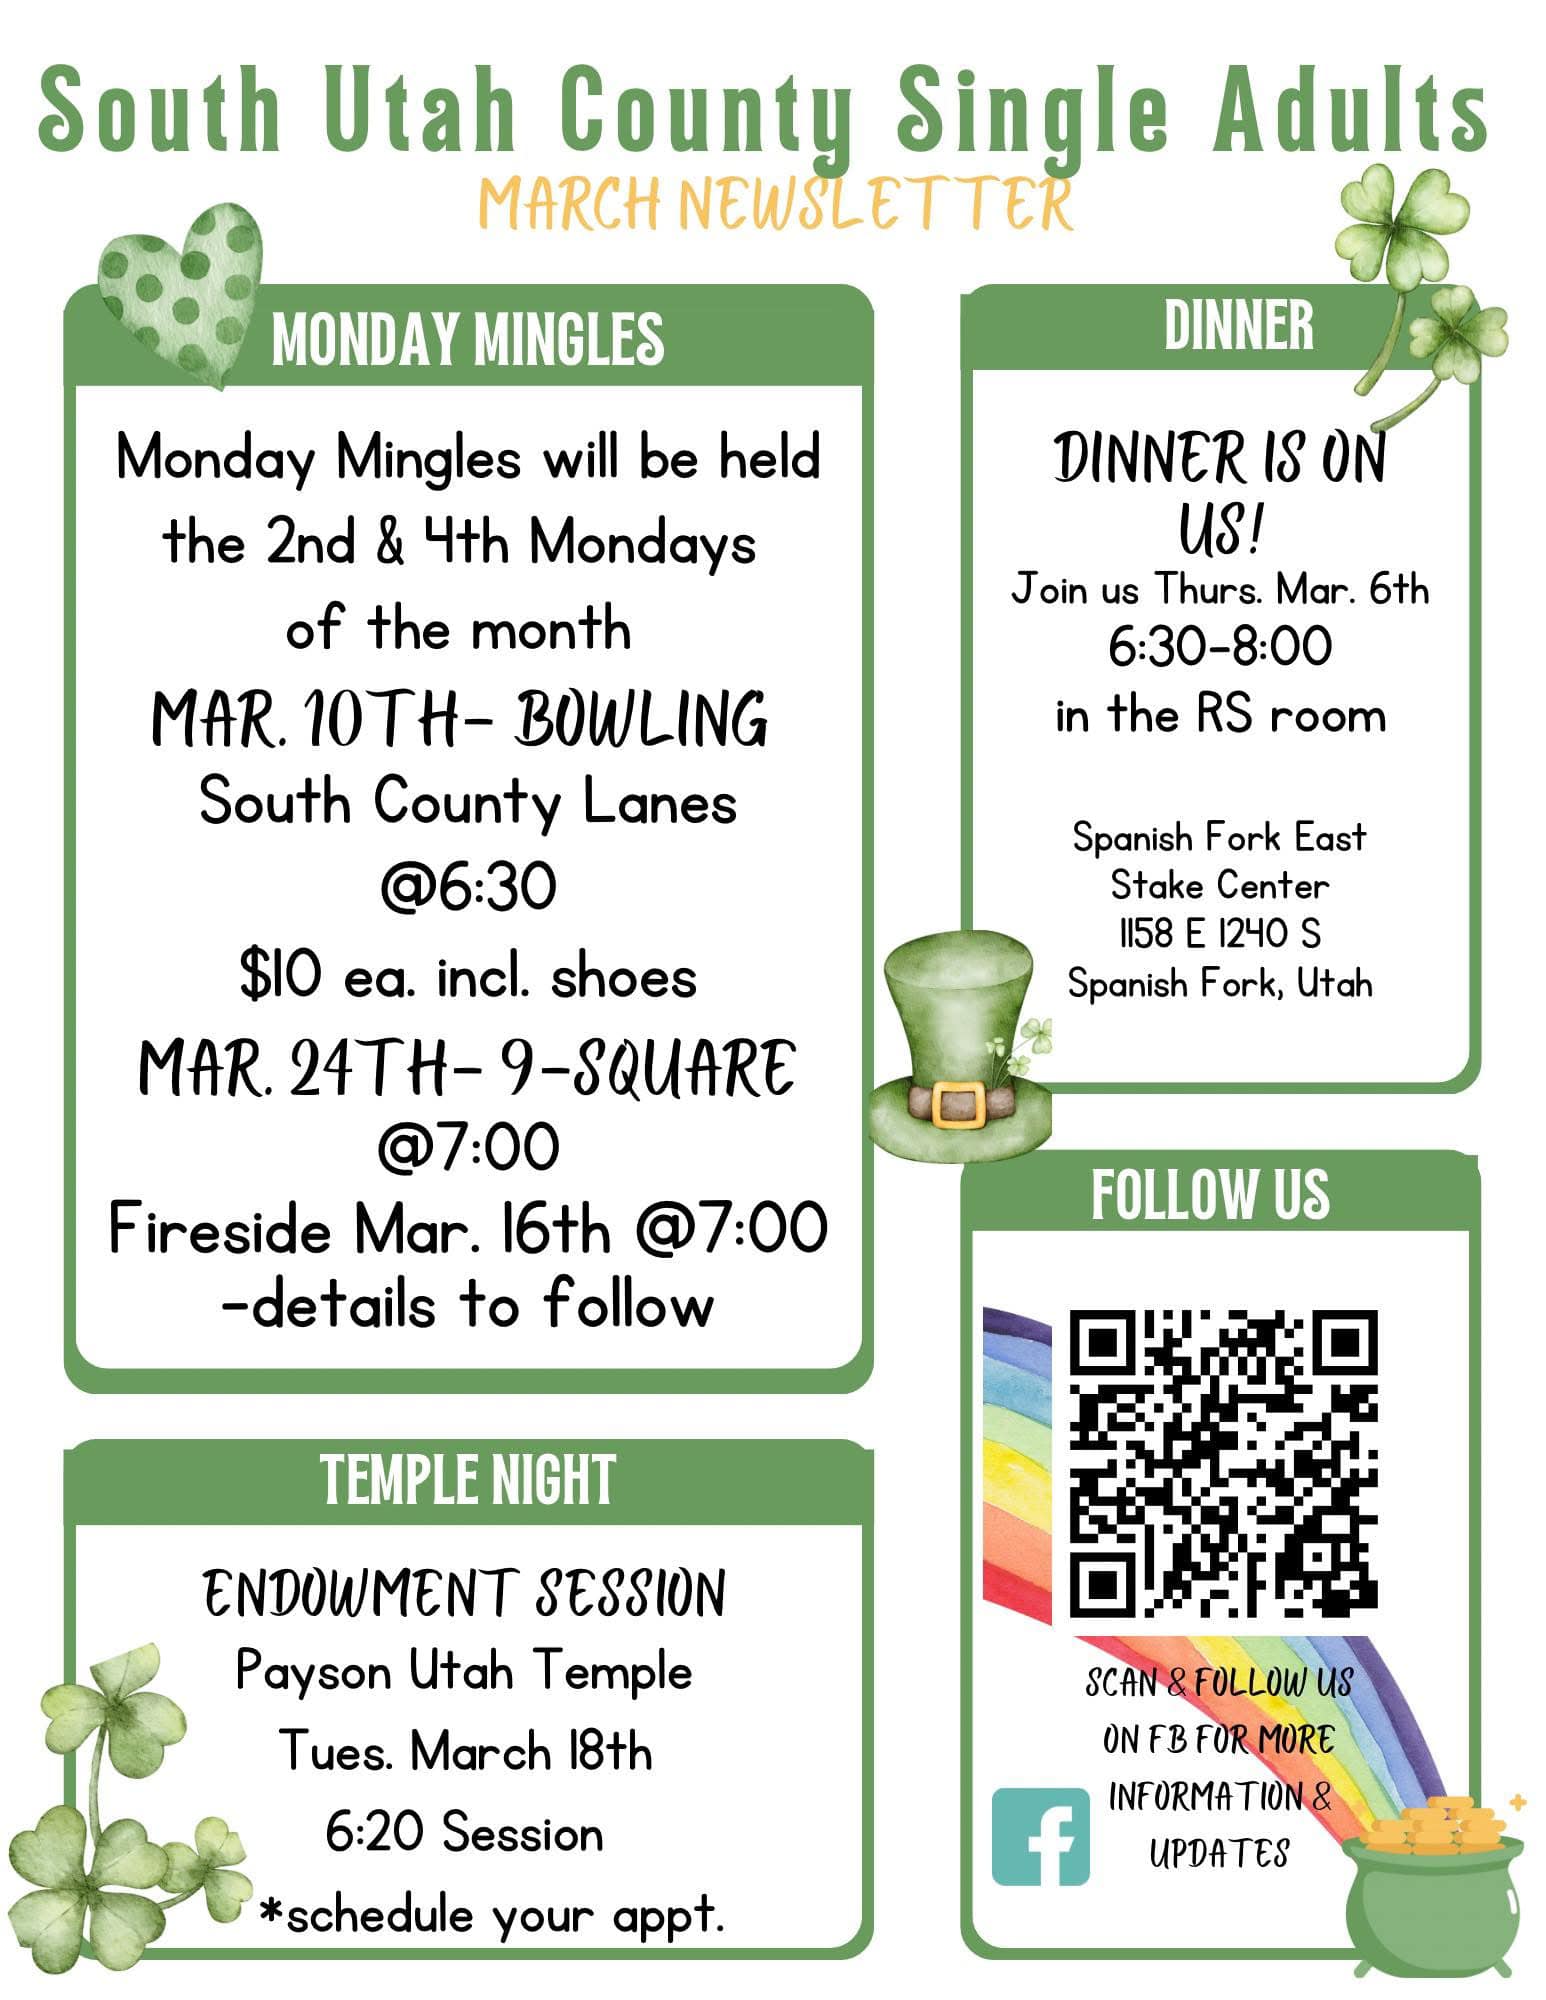 South Utah County Single Adults
MARCH NEWSLETTER
MONDAY MINGLES
Monday Mingles will be held
the 2nd & 4th Mondays
of the month
MAR. 10TH- BOWLING
South County Lanes
@6:30
$10 ea. incl. shoes
MAR. 24TH- 9-SQUARE
@7:00
Fireside Mar. 16th @7:00
-details to follow
DINNER
DINNER IS ON
US!
Join us Thurs. Mar. 6th
6:30-8:00
in the RS room
Spanish Fork East
Stake Center
1158 E 1240 S
Spanish Fork, Utah
TEMPLE NIGHT
ENDOWMENT SESSION
Payson Utah Temple
Tues. March 18th
6:20 Session
*schedule your appt.
FOLLOW US
SCAN & FOLLOW US
ON FB FOR MORE
INFORMATION &
UPDATES
f